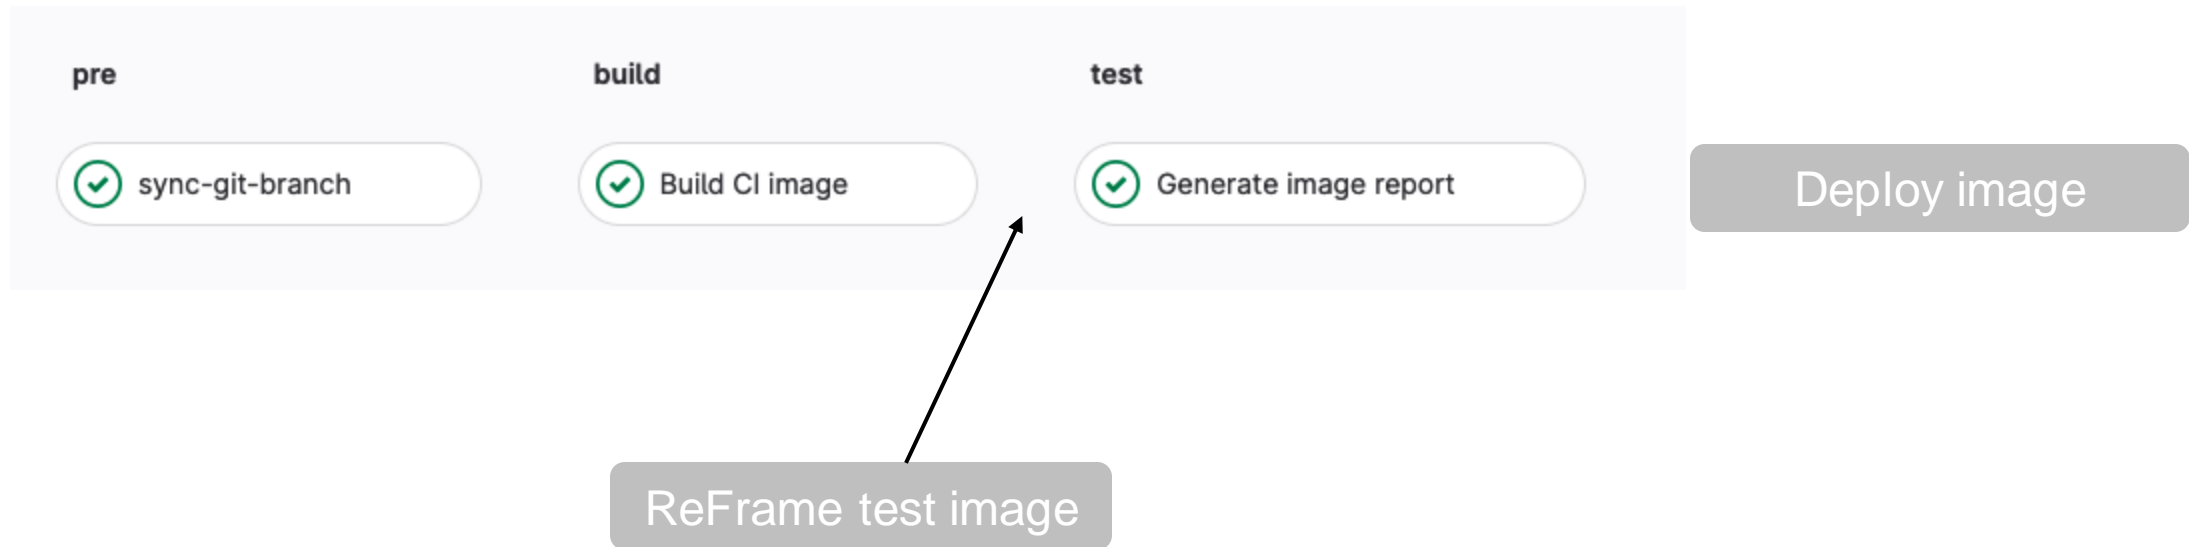 pre
build
test
sync-git-branch
Build CI image
Generate image report
Deploy image
ReFrame test image